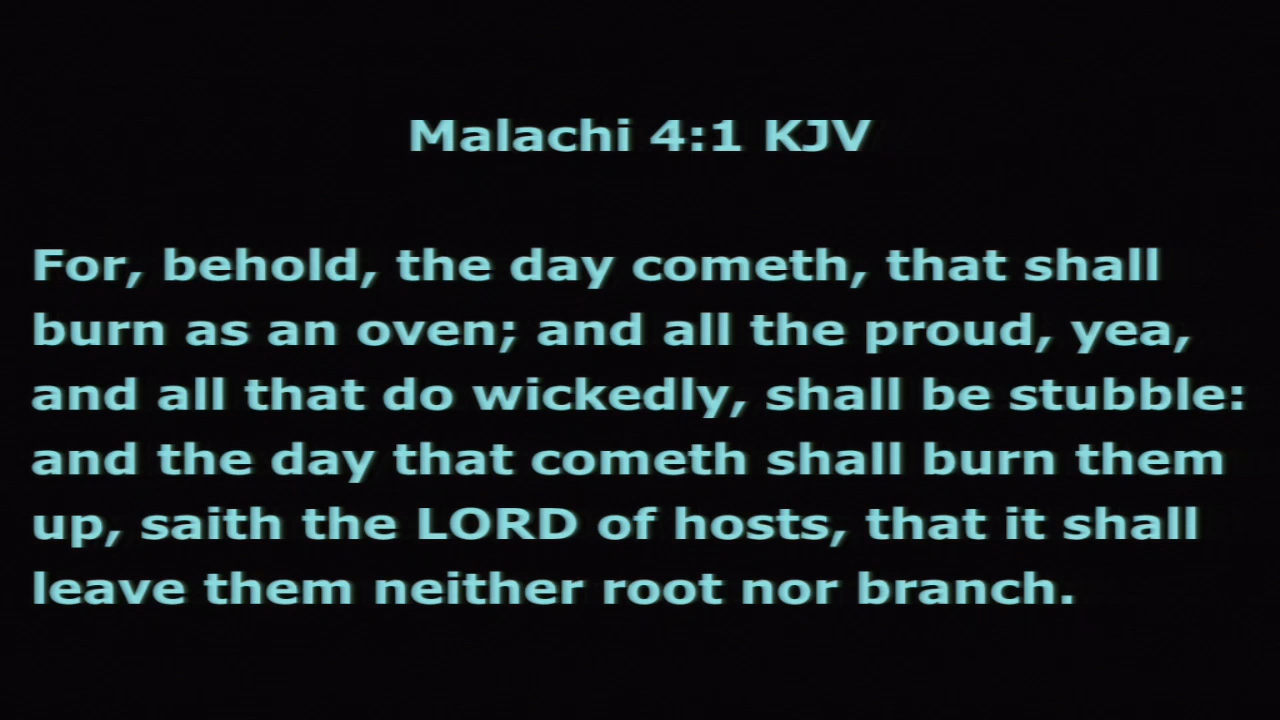 Malachi 4:1 KJV
For, behold, the day cometh, that shall
burn as an oven; and all the proud, yea,
and all that do wickedly, shall be stubble:
and the day that cometh shall burn them
up, saith the LORD of hosts, that it shall
leave them neither root nor branch.